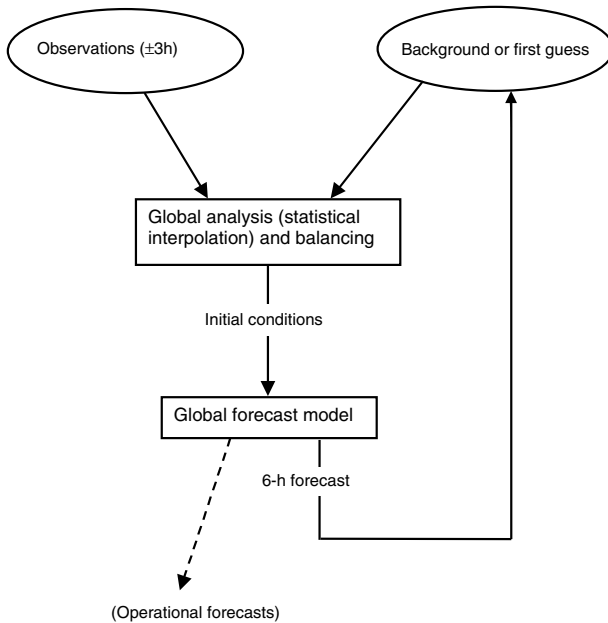 Observations (±3h)
Background or first guess
Global analysis (statistical
interpolation) and balancing
Initial conditions
Global forecast model
6-h forecast
(Operational forecasts)